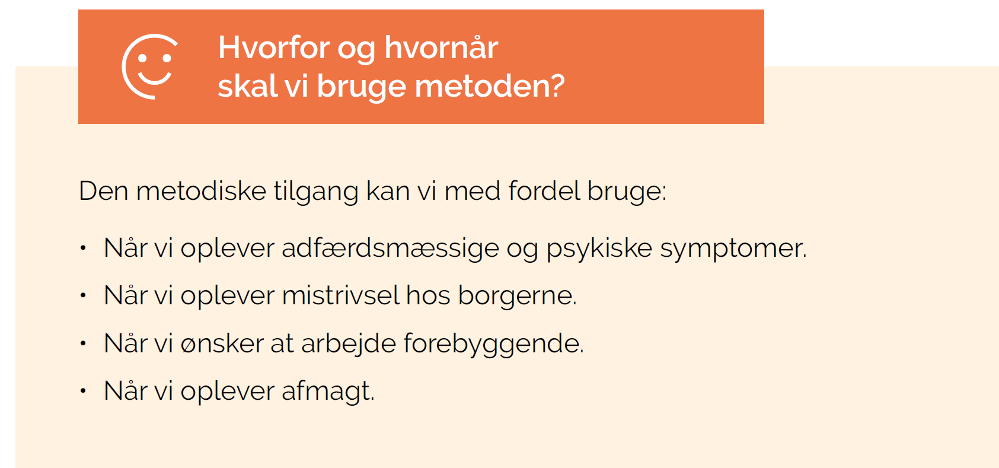 Hvorfor og hvornår
skal vi bruge metoden?
Den metodiske tilgang kan vi med fordel bruge:
• Når vi oplever adfærdsmæssige og psykiske symptomer.
• Når vi oplever mistrivsel hos borgerne.
• Når vi ønsker at arbejde forebyggende.
• Når vi oplever afmagt.